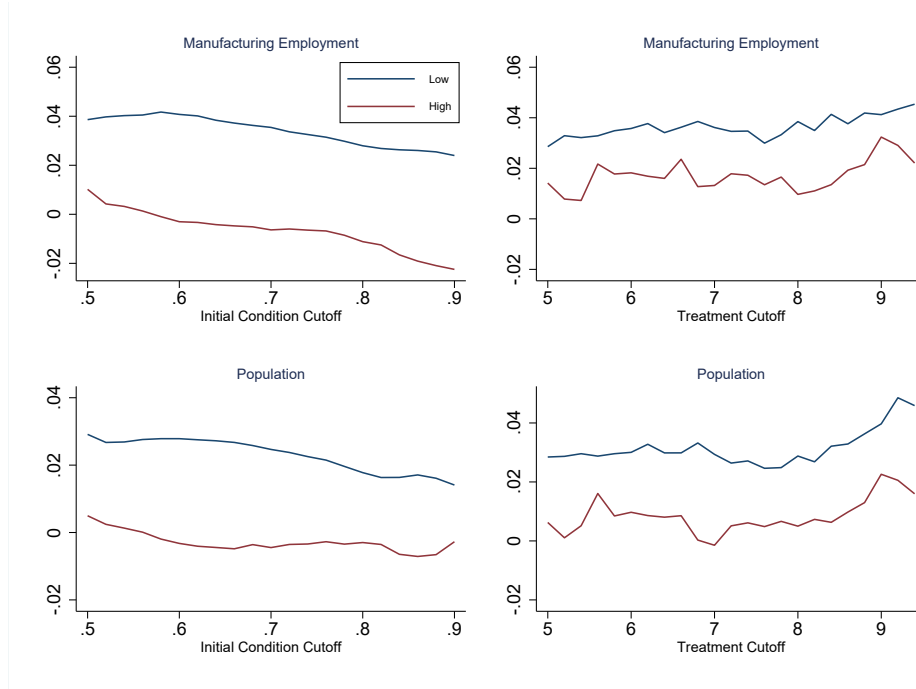 Manufacturing Employment
.06
.04
.02
0
-.02
Low
High
.5 .6 .7 .8 .9
Initial Condition Cutoff
Manufacturing Employment
.06
.04
.02
0
-.02
5 6 7 8 9
Treatment Cutoff
Population
.04
.02
0
-.02
.5 .6 .7 .8 .9
Initial Condition Cutoff
Population
.04
.02
0
-.02
5 6 7 8 9
Treatment Cutoff